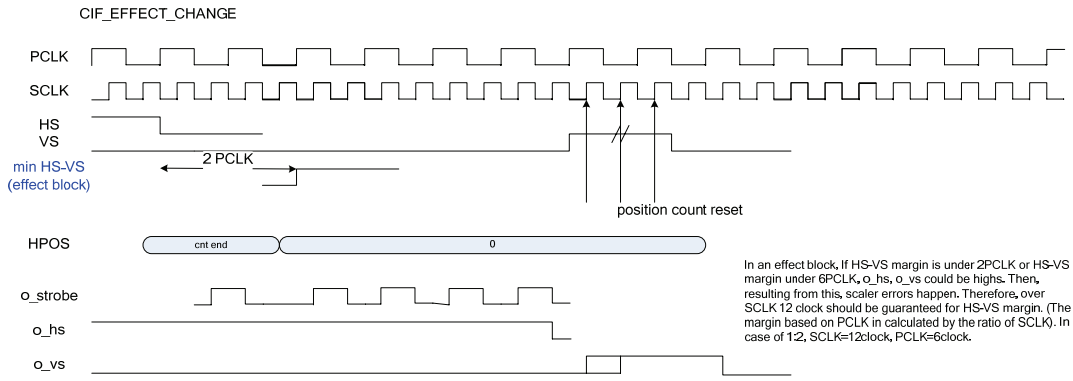 CIF_EFFECT_CHANGE
PCLK
SCLK
HS
VS
2 PCLK
min HS-VS
(effect block)
position count reset
HPOS
cnt end
0
In an effect block, If HS-VS margin is under 2PCLK or HS-VS
margin under 6PCLK, o_hs, o_vs could be highs. Then,
resulting from this, scaler errors happen. Therefore, over
SCLK 12 clock should be guaranteed for HS-VS margin. (The
margin based on PCLK in calculated by the ratio of SCLK). In
case of 1:2, SCLK=12clock, PCLK=6clock.
o_strobe
o_hs
o_vs